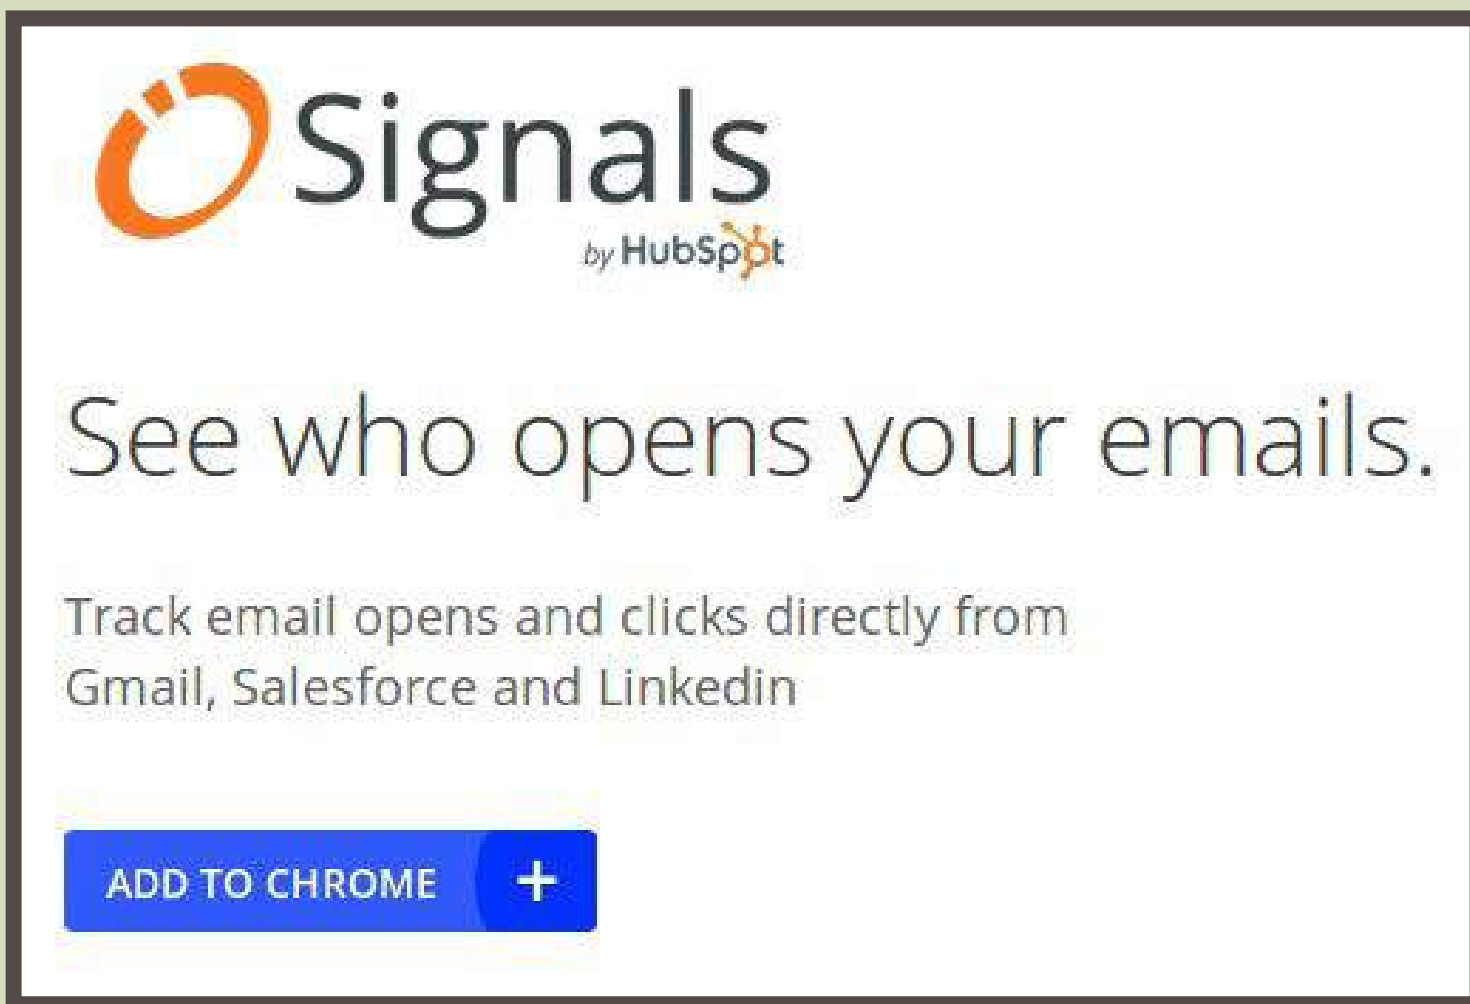 Signals
by HubSpot
See who opens your emails.
Track email opens and clicks directly from
Gmail, Salesforce and Linkedin
ADD TO CHROME +